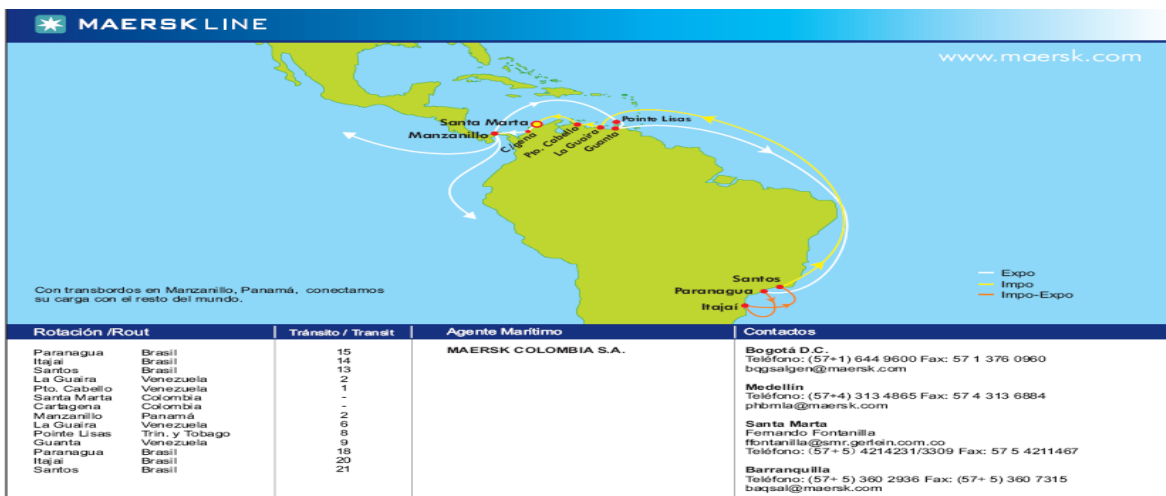 MAERSK LINE
www.maersk.com
Santa Marta
Manzanillo
C/gena
Pto. Cabello
La Guaira
Guanta
Pointe Lisas
Santos
Paranagua
Itajaí
Con transbordos en Manzanillo, Panamá, conectamos
su carga con el resto del mundo.
Expo
Impo
Impo-Expo
Rotación /Rout Tránsito / Transit Agente Marítimo Contactos
Paranagua Brasil 15
Itajai Brasil 14
Santos Brasil 13
La Guaira Venezuela 2
Pto. Cabello Venezuela 1
Santa Marta Colombia -
Cartagena Colombia -
Manzanillo Panamá 2
La Guaira Venezuela 6
Pointe Lisas Trin. y Tobago 8
Guanta Venezuela 9
Paranagua Brasil 18
Itajai Brasil 20
Santos Brasil 21
MAERSK COLOMBIA S.A.
Bogotá D.C.
Teléfono: (57+1) 644 9600 Fax: 57 1 376 0960
bqgsalgen@maersk.com
Medellín
Teléfono: (57+4) 313 4865 Fax: 57 4 313 6884
phbmla@maersk.com
Santa Marta
Fernando Fontanilla
ffontanilla@smr.gerlein.com.co
Teléfono: (57+ 5) 4214231/3309 Fax: 57 5 4211467
Barranquilla
Teléfono: (57+ 5) 360 2936 Fax: (57+ 5) 360 7315
baqsal@maersk.com